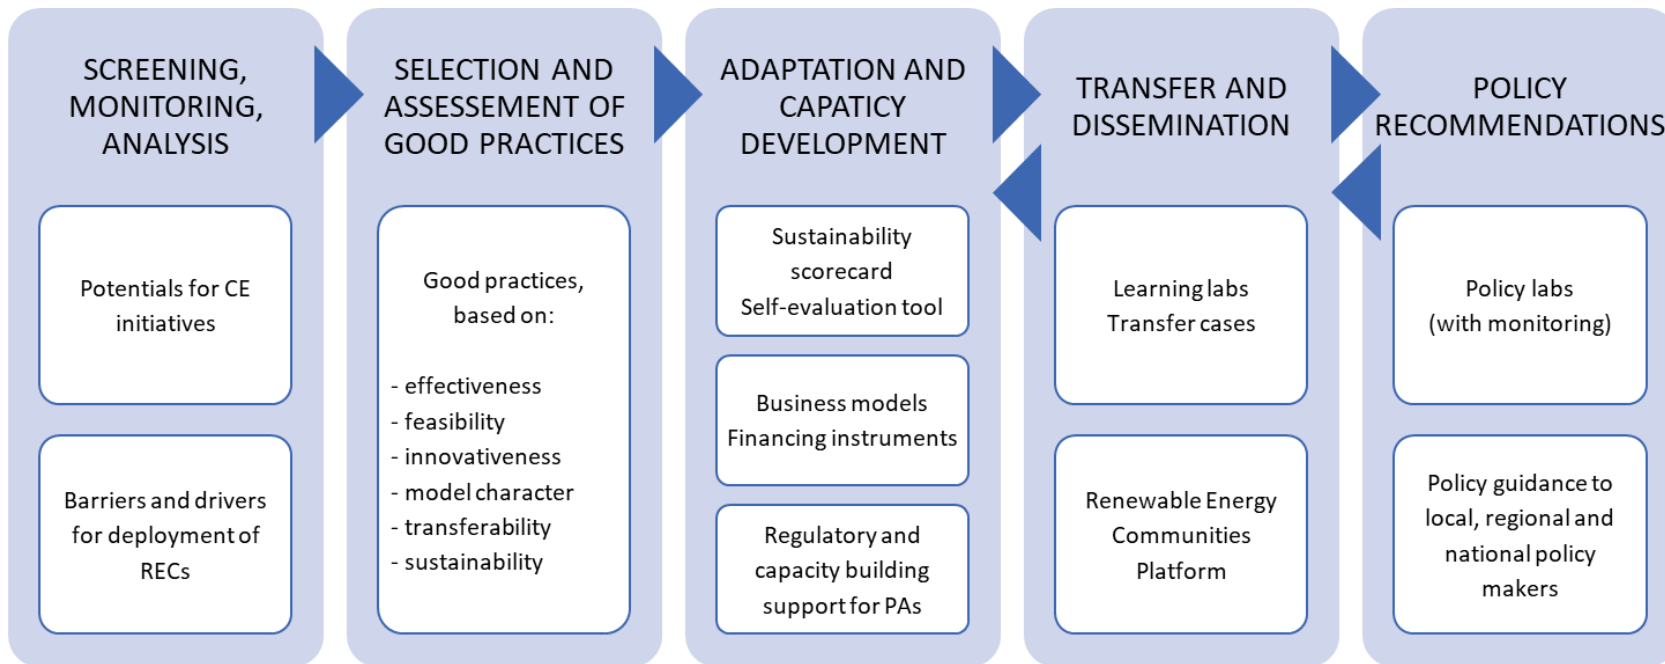 SCREENING,
MONITORING,
ANALYSIS
Potentials for CE
initiatives
Barriers and drivers
for deployment of
RECs
SELECTION AND
ASSESSEMENT OF
GOOD PRACTICES
Good practices,
based on:
- effectiveness
- feasibility
- innovativeness
- model character
- transferability
- sustainability
ADAPTATION AND
CAPATICY
DEVELOPMENT
Sustainability
scorecard
Self-evaluation tool
Business models
Financing instruments
Regulatory and
capacity building
support for PAs
TRANSFER AND
DISSEMINATION
Learning labs
Transfer cases
Renewable Energy
Communities
Platform
POLICY
RECOMMENDATIONS
Policy labs
(with monitoring)
Policy guidance to
local, regional and
national policy
makers